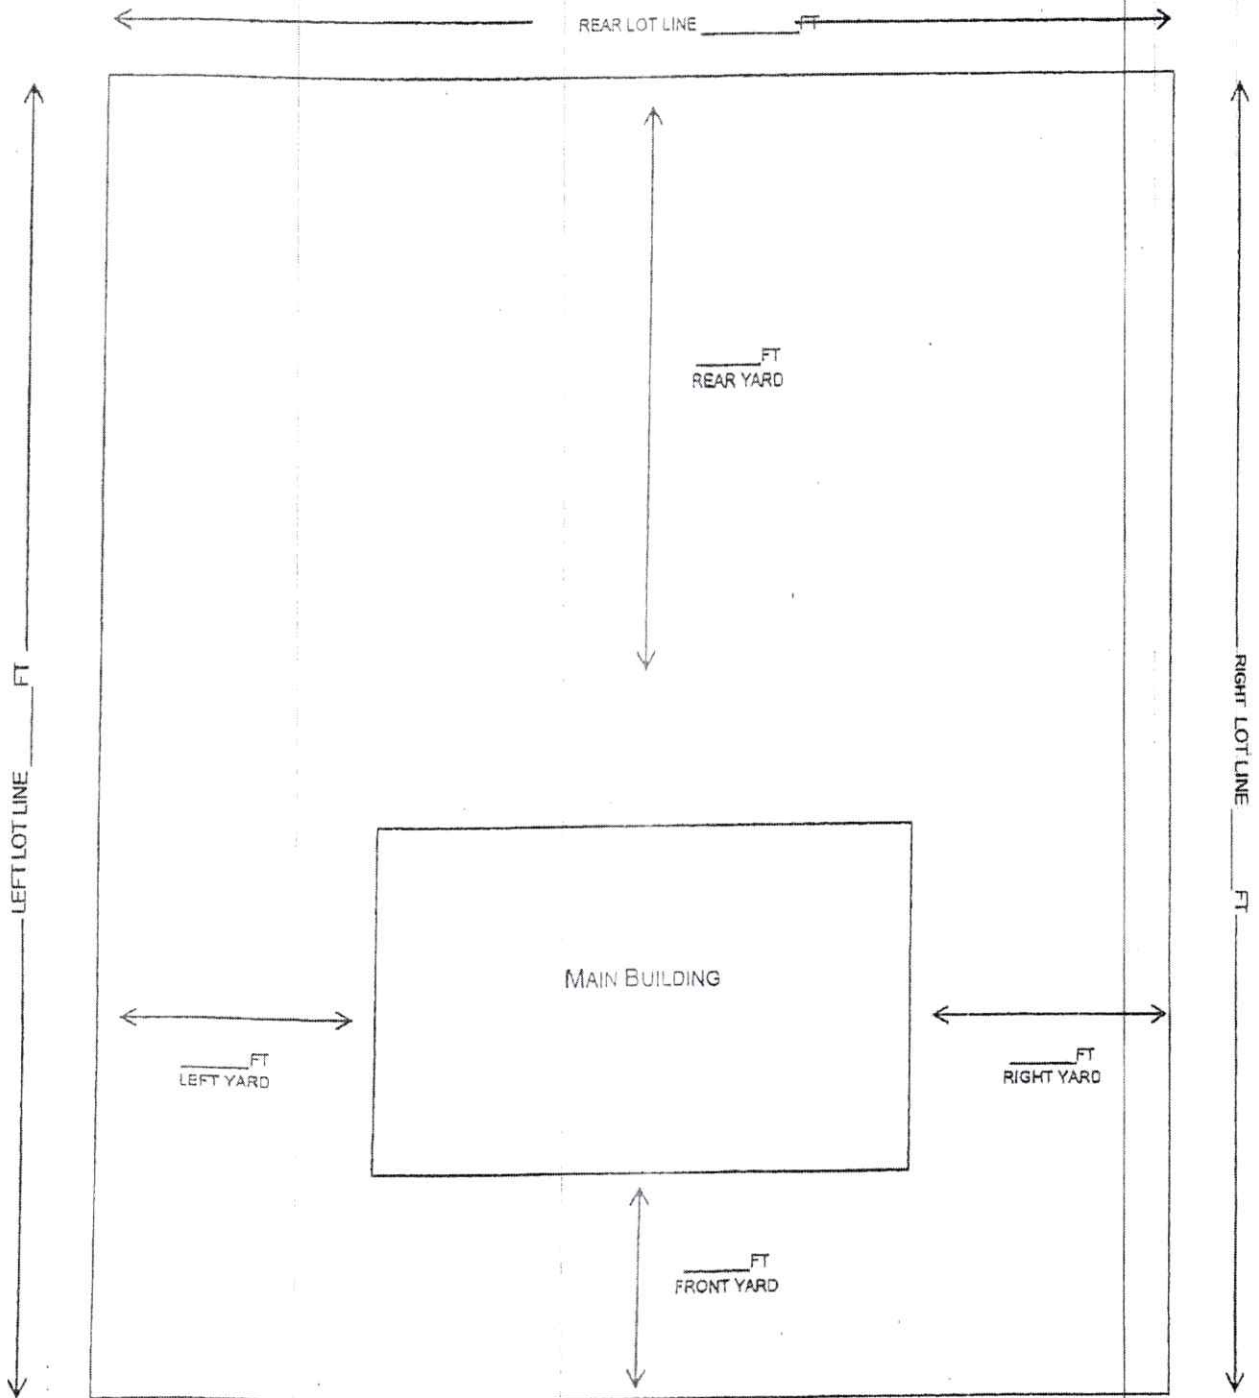 REAR LOT LINE __________FT
______FT
REAR YARD
LEFT LOT LINE ______FT
RIGHT LOT LINE ______FT
MAIN BUILDING
______FT
LEFT YARD
______FT
RIGHT YARD
______FT
FRONT YARD